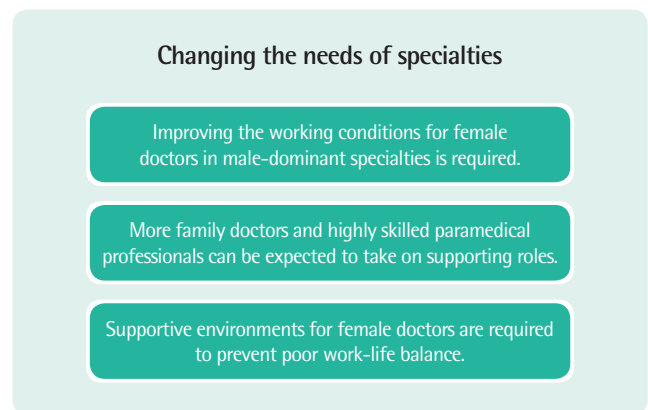 Changing the needs of specialties
Improving the working conditions for female
doctors in male-dominant specialties is required.
More family doctors and highly skilled paramedical
professionals can be expected to take on supporting roles.
Supportive environments for female doctors are required
to prevent poor work-life balance.